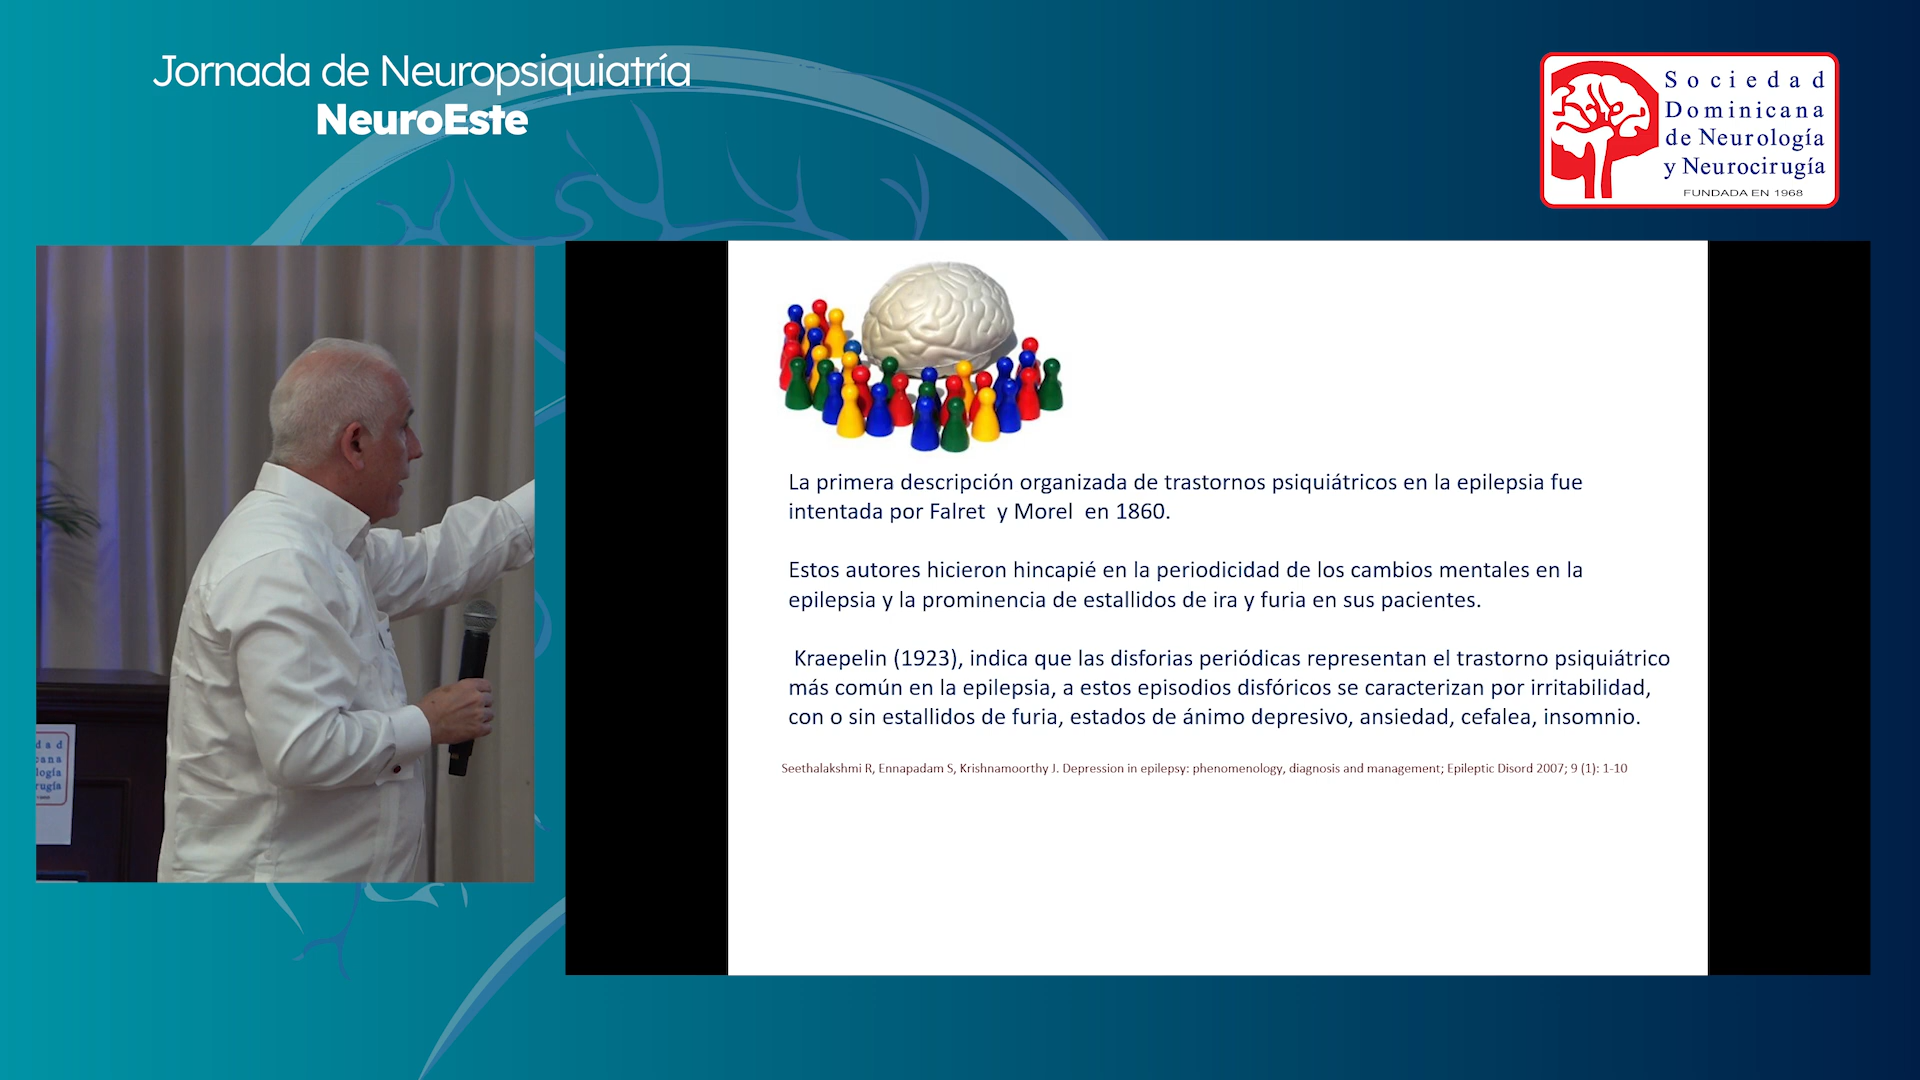 Jornada de Neuropsiquiatría
NeuroEste
Sociedad
Dominicana
de Neurología
y Neurocirugía
FUNDADA EN 1968
La primera descripción organizada de trastornos psiquiátricos en la epilepsia fue
intentada por Falret y Morel en 1860.
Estos autores hicieron hincapié en la periodicidad de los cambios mentales en la
epilepsia y la prominencia de estallidos de ira y furia en sus pacientes.
Kraepelin (1923), indica que las disforias periódicas representan el trastorno psiquiátrico
más común en la epilepsia, a estos episodios disfóricos se caracterizan por irritabilidad,
con o sin estallidos de furia, estados de ánimo depresivo, ansiedad, cefalea, insomnio.
Seethalakshmi R, Ennapadam S, Krishnamoorthy J. Depression in epilepsy: phenomenology, diagnosis and management; Epileptic Disord 2007; 9 (1): 1-10
dad
cana
logía
rugía